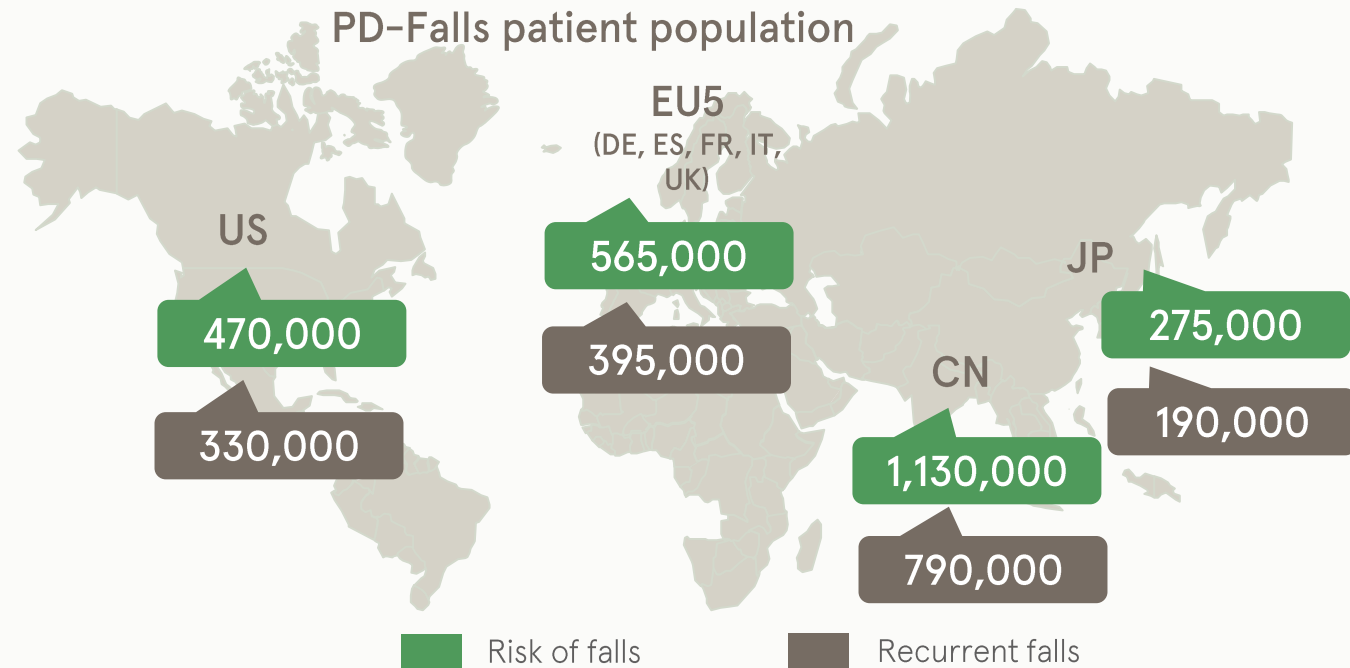 PD-Falls patient population
EU5
(DE, ES, FR, IT,
UK)
US
565,000
JP
470,000
275,000
395,000
CN
330,000
190,000
1,130,000
790,000
Risk of falls
Recurrent falls